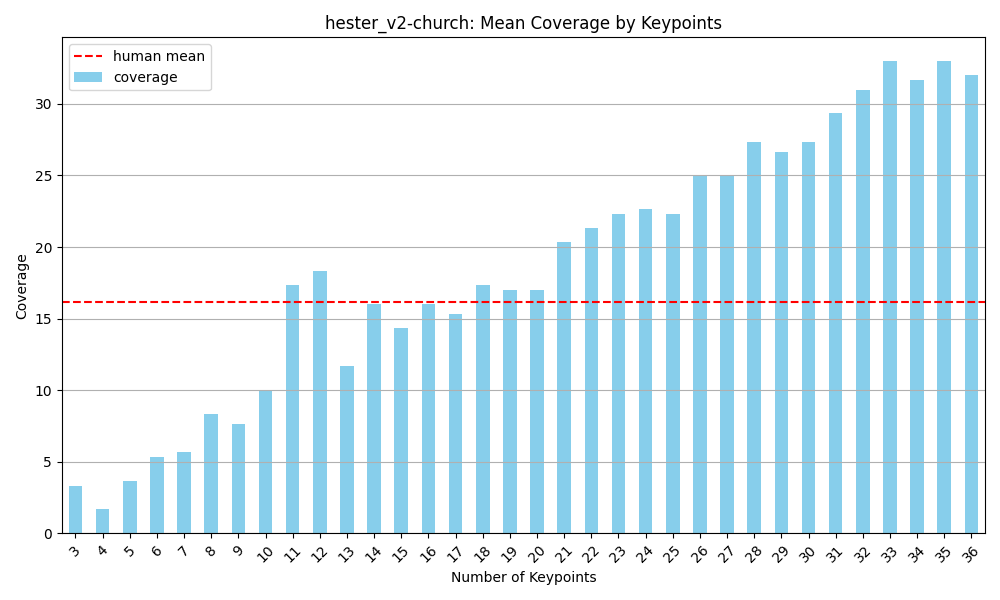 hester_v2-church: Mean Coverage by Keypoints
human mean
coverage
Coverage
30
25
20
15
10
5
0
3 4 5 6 7 8 9 10 11 12 13 14 15 16 17 18 19 20 21 22 23 24 25 26 27 28 29 30 31 32 33 34 35 36
Number of Keypoints